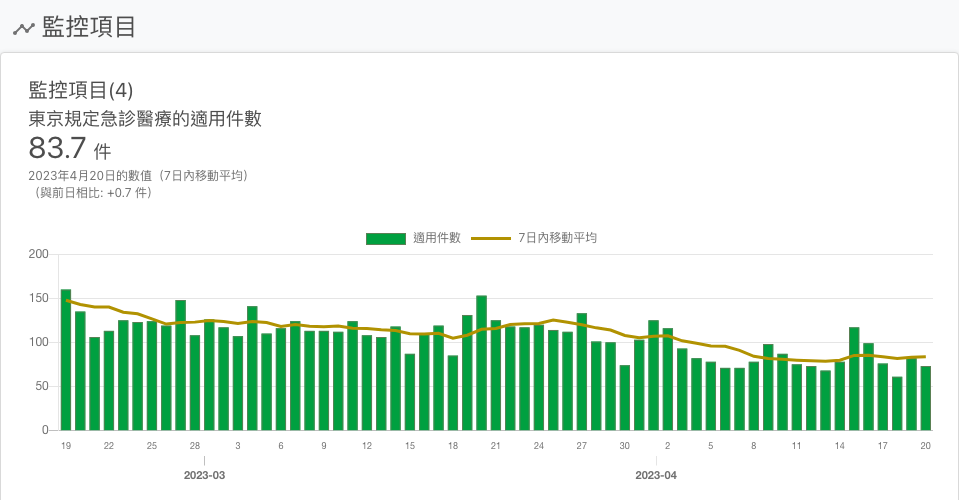 監控項目
監控項目(4)
東京規定急診醫療的適用件數
83.7 件
2023年4月20日的數值（7日內移動平均）
（與前日相比: +0.7 件）
適用件數 7日內移動平均
200
150
100
50
0
19 22 25 28 3 6 9 12 15 18 21 24 27 30 2 5 8 11 14 17 20
2023-03 2023-04